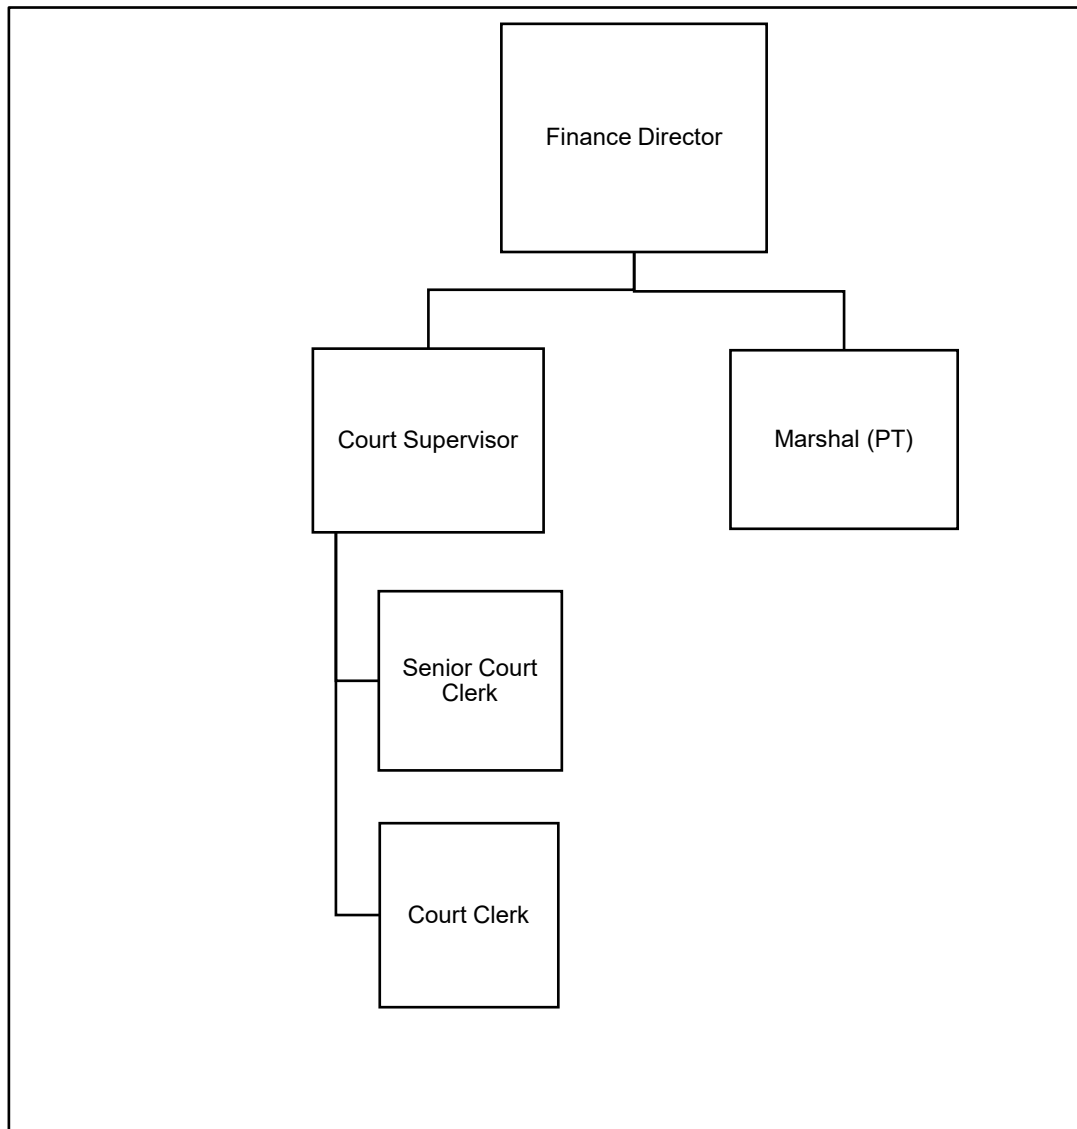 Finance Director
Court Supervisor
Marshal (PT)
Senior Court
Clerk
Court Clerk